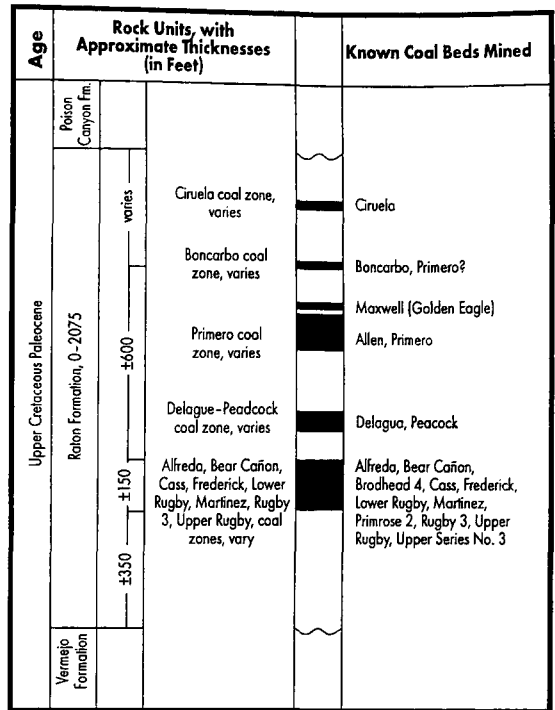 Age
Rock Units, with
Approximate Thicknesses
(in Feet)
Known Coal Beds Mined
Upper Cretaceous Paleocene
Poison
Canyon Fm.
Raton Formation, 0-2075
Vermejo
Formation
varies
±600
±150
±350
Ciruela coal zone,
varies
Ciruela
Boncarbo coal
zone, varies
Boncarbo, Primero?
Maxwell (Golden Eagle)
Primero coal
zone, varies
Allen, Primero
Delague-Peadcock
coal zone, varies
Delagua, Peacock
Alfreda, Bear Cañon,
Cass, Frederick, Lower
Rugby, Martínez, Rugby
3, Upper Rugby, coal
zones, vary
Alfreda, Bear Cañon,
Brodhead 4, Cass, Frederick,
Lower Rugby, Martínez,
Primrose 2, Rugby 3, Upper
Rugby, Upper Series No. 3